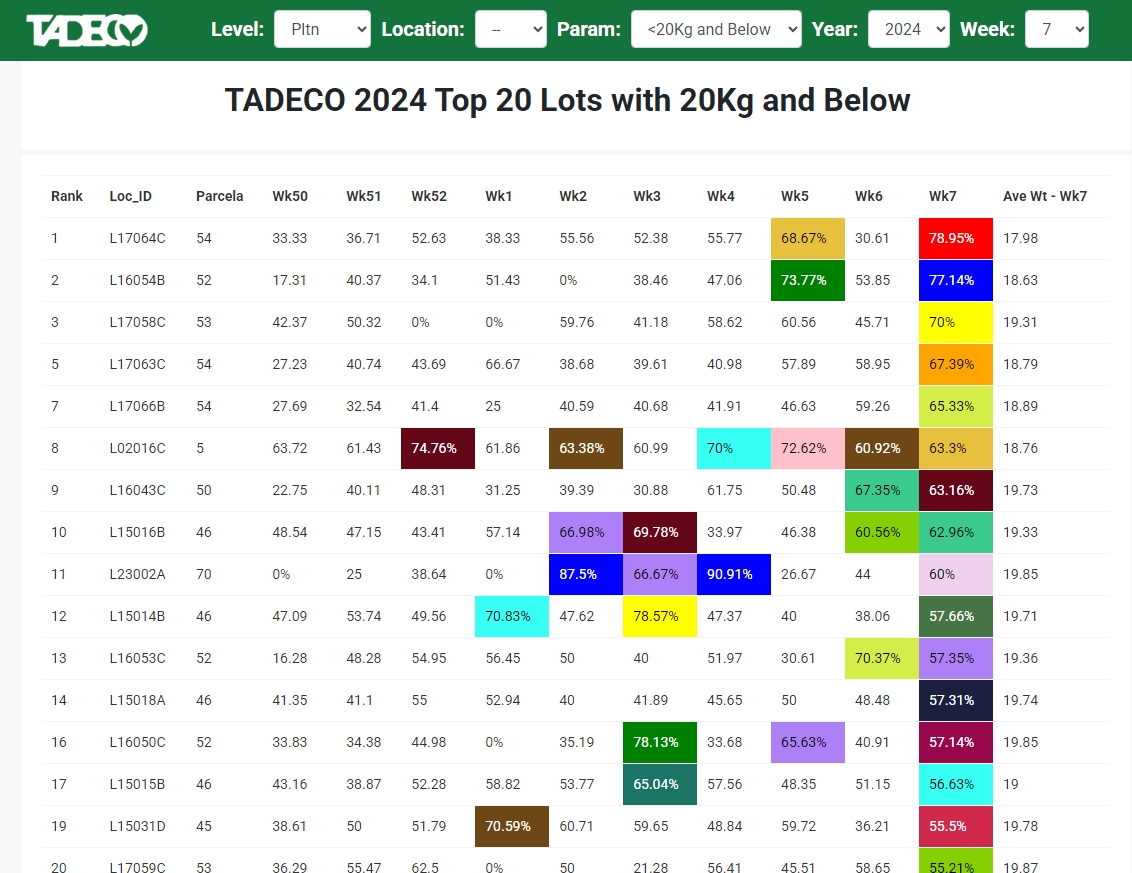 TADECO Level: Pltn Location: -- Param: <20Kg and Below Year: 2024 Week: 7
TADECO 2024 Top 20 Lots with 20Kg and Below
Rank Loc_ID Parcela Wk50 Wk51 Wk52 Wk1 Wk2 Wk3 Wk4 Wk5 Wk6 Wk7 Ave Wt - Wk7
1 L17064C 54 33.33 36.71 52.63 38.33 55.56 52.38 55.77 68.67% 30.61 78.95% 17.98
2 L16054B 52 17.31 40.37 34.1 51.43 0% 38.46 47.06 73.77% 53.85 77.14% 18.63
3 L17058C 53 42.37 50.32 0% 0% 59.76 41.18 58.62 60.56 45.71 70% 19.31
5 L17063C 54 27.23 40.74 43.69 66.67 38.68 39.61 40.98 57.89 58.95 67.39% 18.79
7 L17066B 54 27.69 32.54 41.4 25 40.59 40.68 41.91 46.63 59.26 65.33% 18.89
8 L02016C 5 63.72 61.43 74.76% 61.86 63.38% 60.99 70% 72.62% 60.92% 63.3% 18.76
9 L16043C 50 22.75 40.11 48.31 31.25 39.39 30.88 61.75 50.48 67.35% 63.16% 19.73
10 L15016B 46 48.54 47.15 43.41 57.14 66.98% 69.78% 33.97 46.38 60.56% 62.96% 19.33
11 L23002A 70 0% 25 38.64 0% 87.5% 66.67% 90.91% 26.67 44 60% 19.85
12 L15014B 46 47.09 53.74 49.56 70.83% 47.62 78.57% 47.37 40 38.06 57.66% 19.71
13 L16053C 52 16.28 48.28 54.95 56.45 50 40 51.97 30.61 70.37% 57.35% 19.36
14 L15018A 46 41.35 41.1 55 52.94 40 41.89 45.65 50 48.48 57.31% 19.74
16 L16050C 52 33.83 34.38 44.98 0% 35.19 78.13% 33.68 65.63% 40.91 57.14% 19.85
17 L15015B 46 43.16 38.87 52.28 58.82 53.77 65.04% 57.56 48.35 51.15 56.63% 19
19 L15031D 45 38.61 50 51.79 70.59% 60.71 59.65 48.84 59.72 36.21 55.5% 19.78
20 L17059C 53 36.29 55.47 62.5 0% 50 21.28 56.41 45.51 58.65 55.21% 19.87